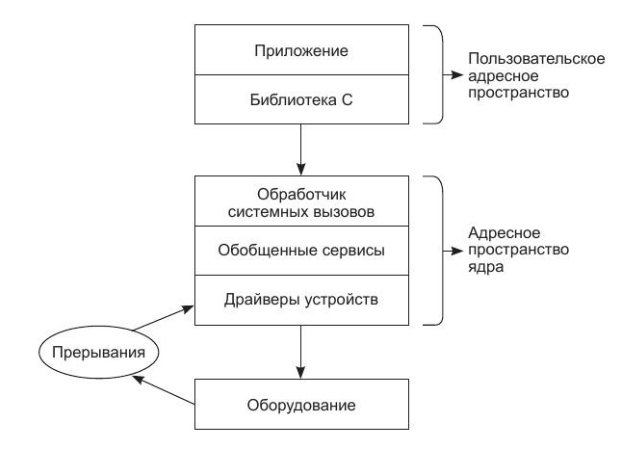 Приложение
Библиотека C
Пользовательское
адресное
пространство
Обработчик
системных вызовов
Обобщенные сервисы
Драйверы устройств
Адресное
пространство
ядра
Прерывания
Оборудование